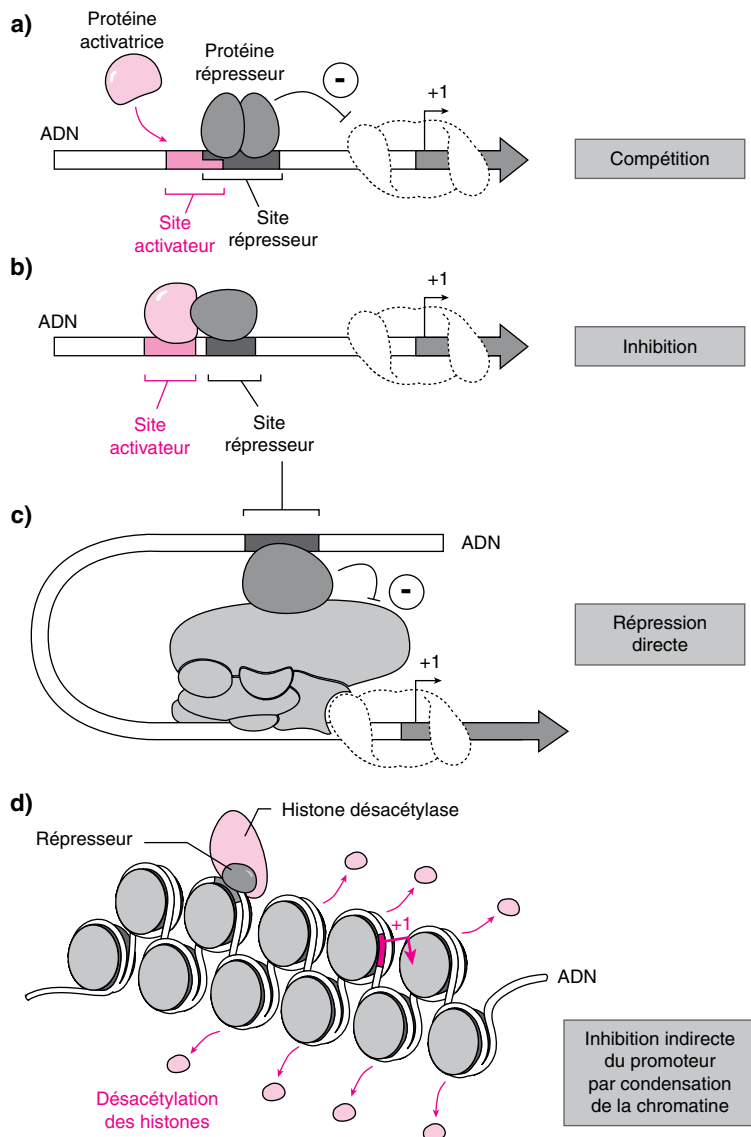 a)
Protéine
activatrice
Protéine
répresseur
-
+1
ADN
Compétition
Site
activateur
Site
répresseur
b)
+1
ADN
Inhibition
Site
activateur
Site
répresseur
c)
ADN
-
+1
Répression
directe
d)
Histone désacétylase
Répresseur
+1
ADN
Désacétylation
des histones
Inhibition indirecte
du promoteur
par condensation
de la chromatine